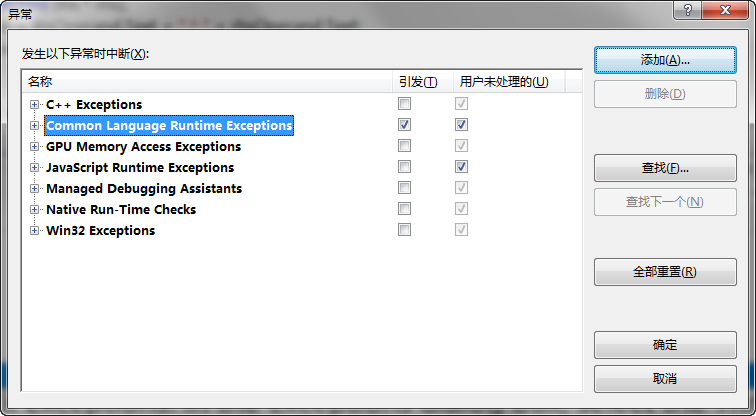 异常
发生以下异常时中断(X):
名称 引发(T) 用户未处理的(U)
C++ Exceptions
Common Language Runtime Exceptions
GPU Memory Access Exceptions
JavaScript Runtime Exceptions
Managed Debugging Assistants
Native Run-Time Checks
Win32 Exceptions
添加(A)...
删除(D)
查找(F)...
查找下一个(N)
全部重置(R)
确定
取消